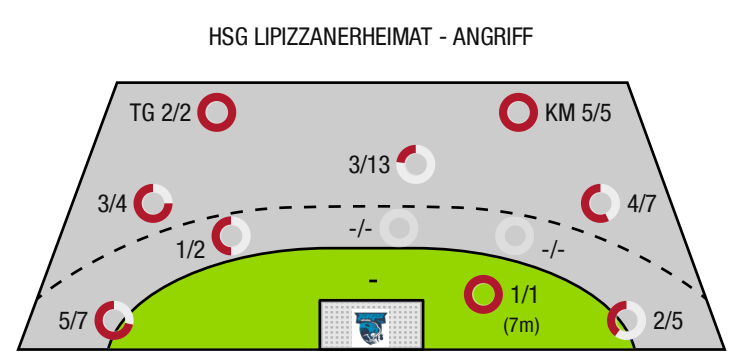 HSG LIPIZZANERHEIMAT - ANGRIFF
TG 2/2
KM 5/5
3/13
3/4
4/7
-/-
1/2
-/-
-
1/1
(7m)
5/7
2/5